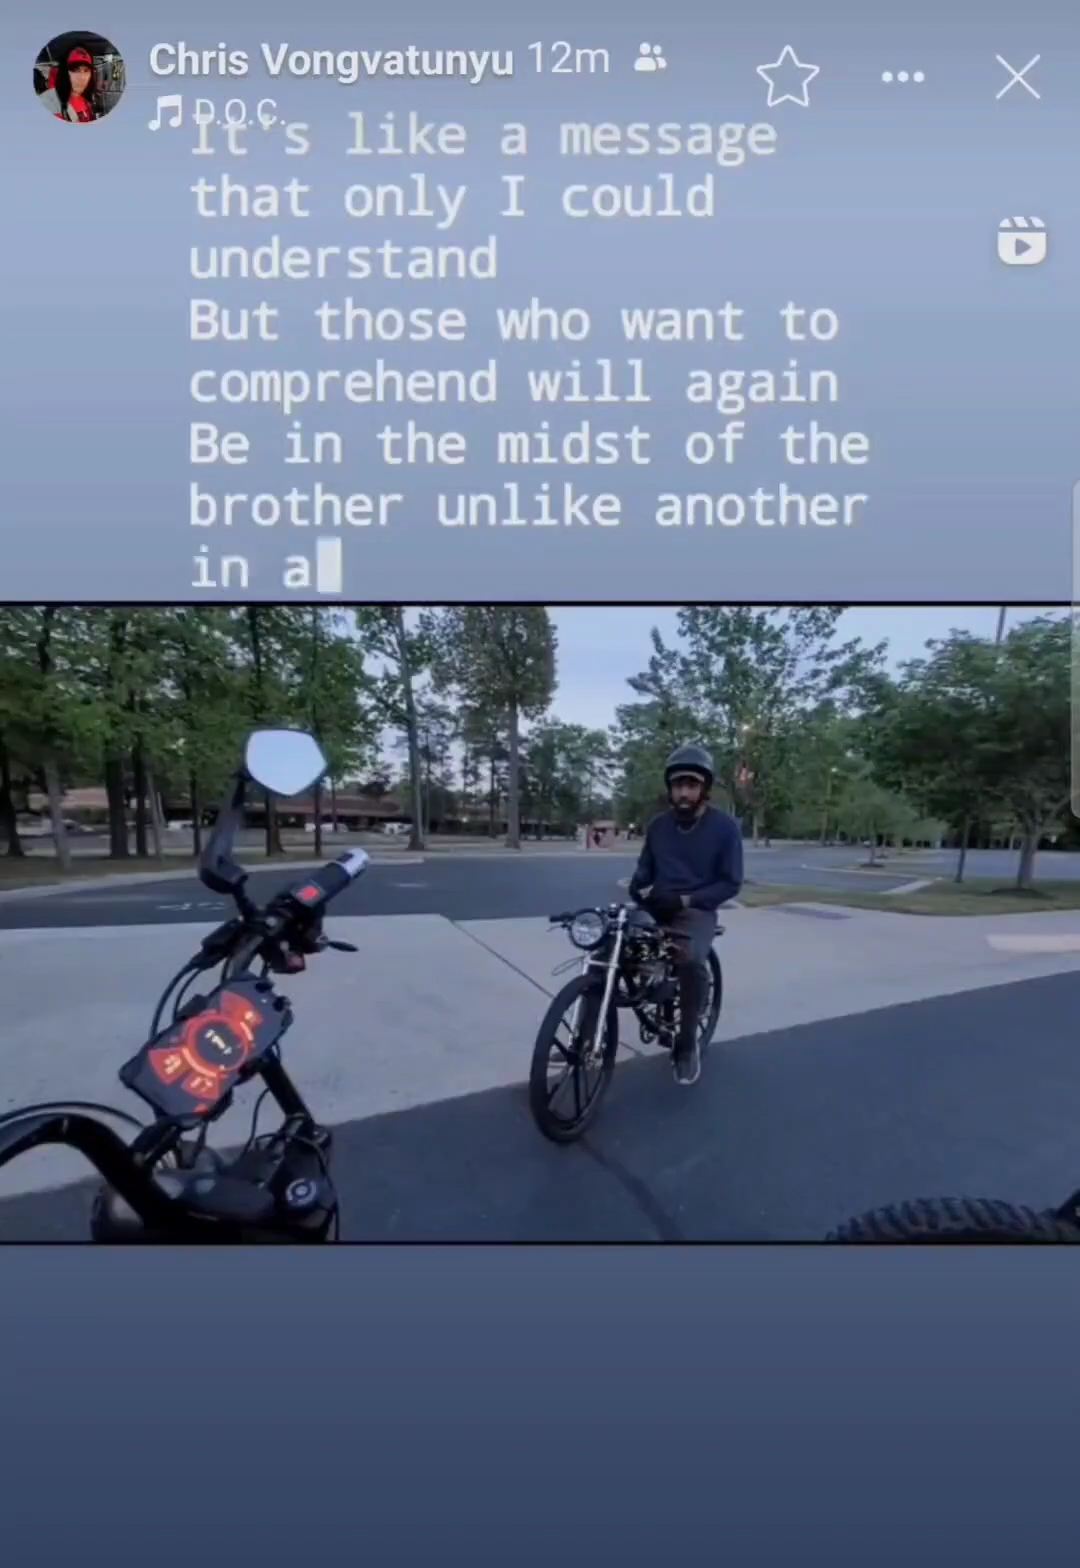 Chris Vongvatunyu 12m
D.O.C.
It's like a message
that only I could
understand
But those who want to
comprehend will again
Be in the midst of the
brother unlike another
in a